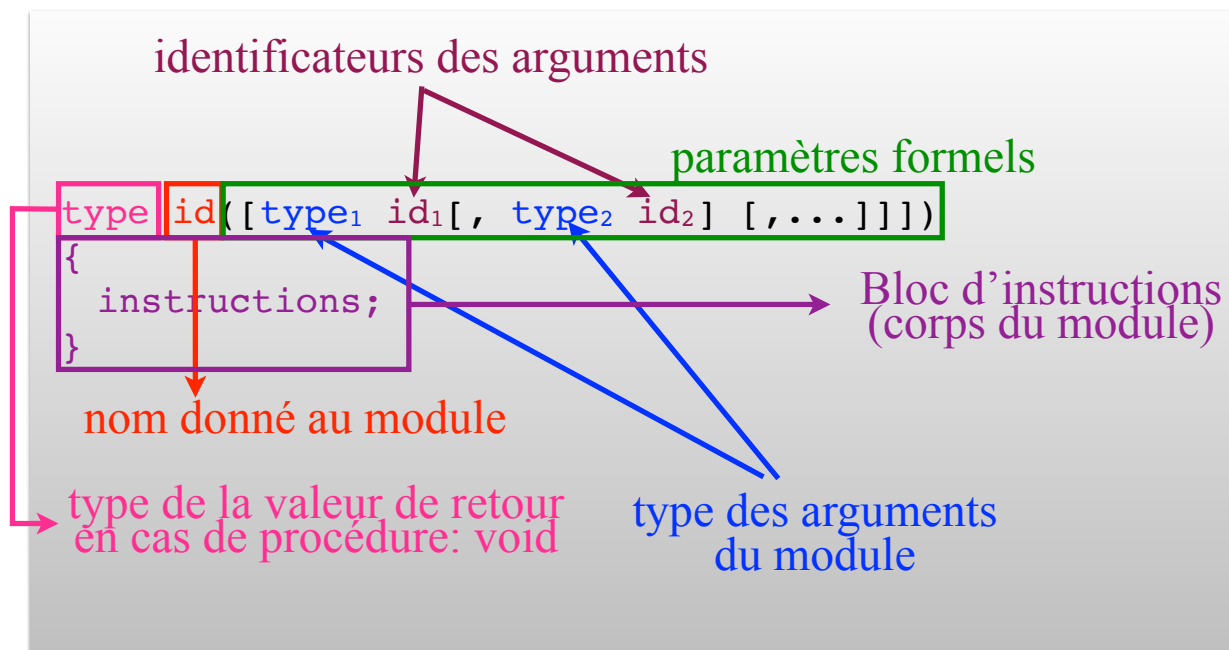 identificateurs des arguments
paramètres formels
type id([type₁ id₁[, type₂ id₂] [,...]]])
{
instructions;
}
Bloc d’instructions
(corps du module)
nom donné au module
type de la valeur de retour
en cas de procédure: void
type des arguments
du module